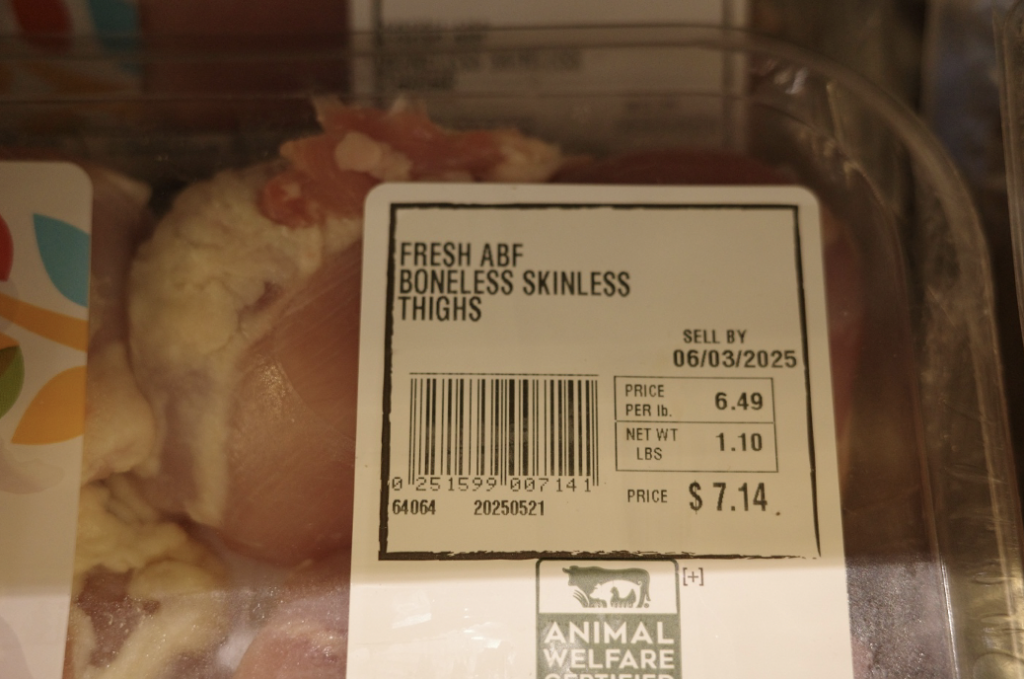 FRESH ABF
BONELESS SKINLESS
THIGHS
SELL BY
06/03/2025
PRICE
PER lb. 6.49
NET WT
LBS 1.10
0 251599 007141
64064 20250521
PRICE $ 7.14
[+]
ANIMAL
WELFARE
CERTIFIED